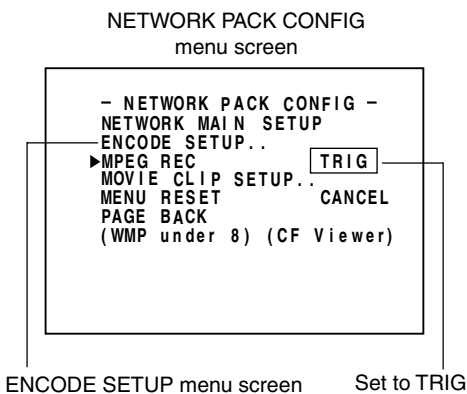 NETWORK PACK CONFIG
menu screen
– NETWORK PACK CONFIG –
NETWORK MAIN SETUP
ENCODE SETUP..
▶MPEG REC TRIG
MOVIE CLIP SETUP..
MENU RESET CANCEL
PAGE BACK
(WMP under 8) (CF Viewer)
ENCODE SETUP menu screen Set to TRIG